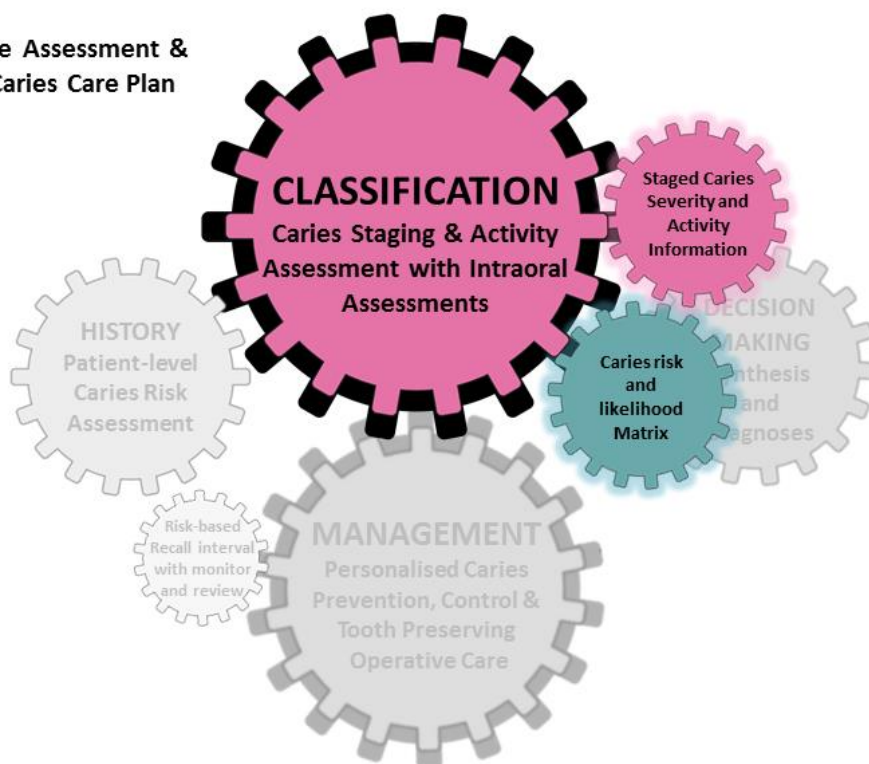 Assessment &
Caries Care Plan
CLASSIFICATION
Caries Staging & Activity
Assessment with Intraoral
Assessments
Staged Caries
Severity and
Activity
Information
HISTORY
Patient-level
Caries Risk
Assessment
Caries risk
and
likelihood
Matrix
DECISION
MAKING
and
Risk-based
Recall interval
with monitor
and review
MANAGEMENT
Personalised Caries
Prevention, Control &
Tooth Preserving
Operative Care